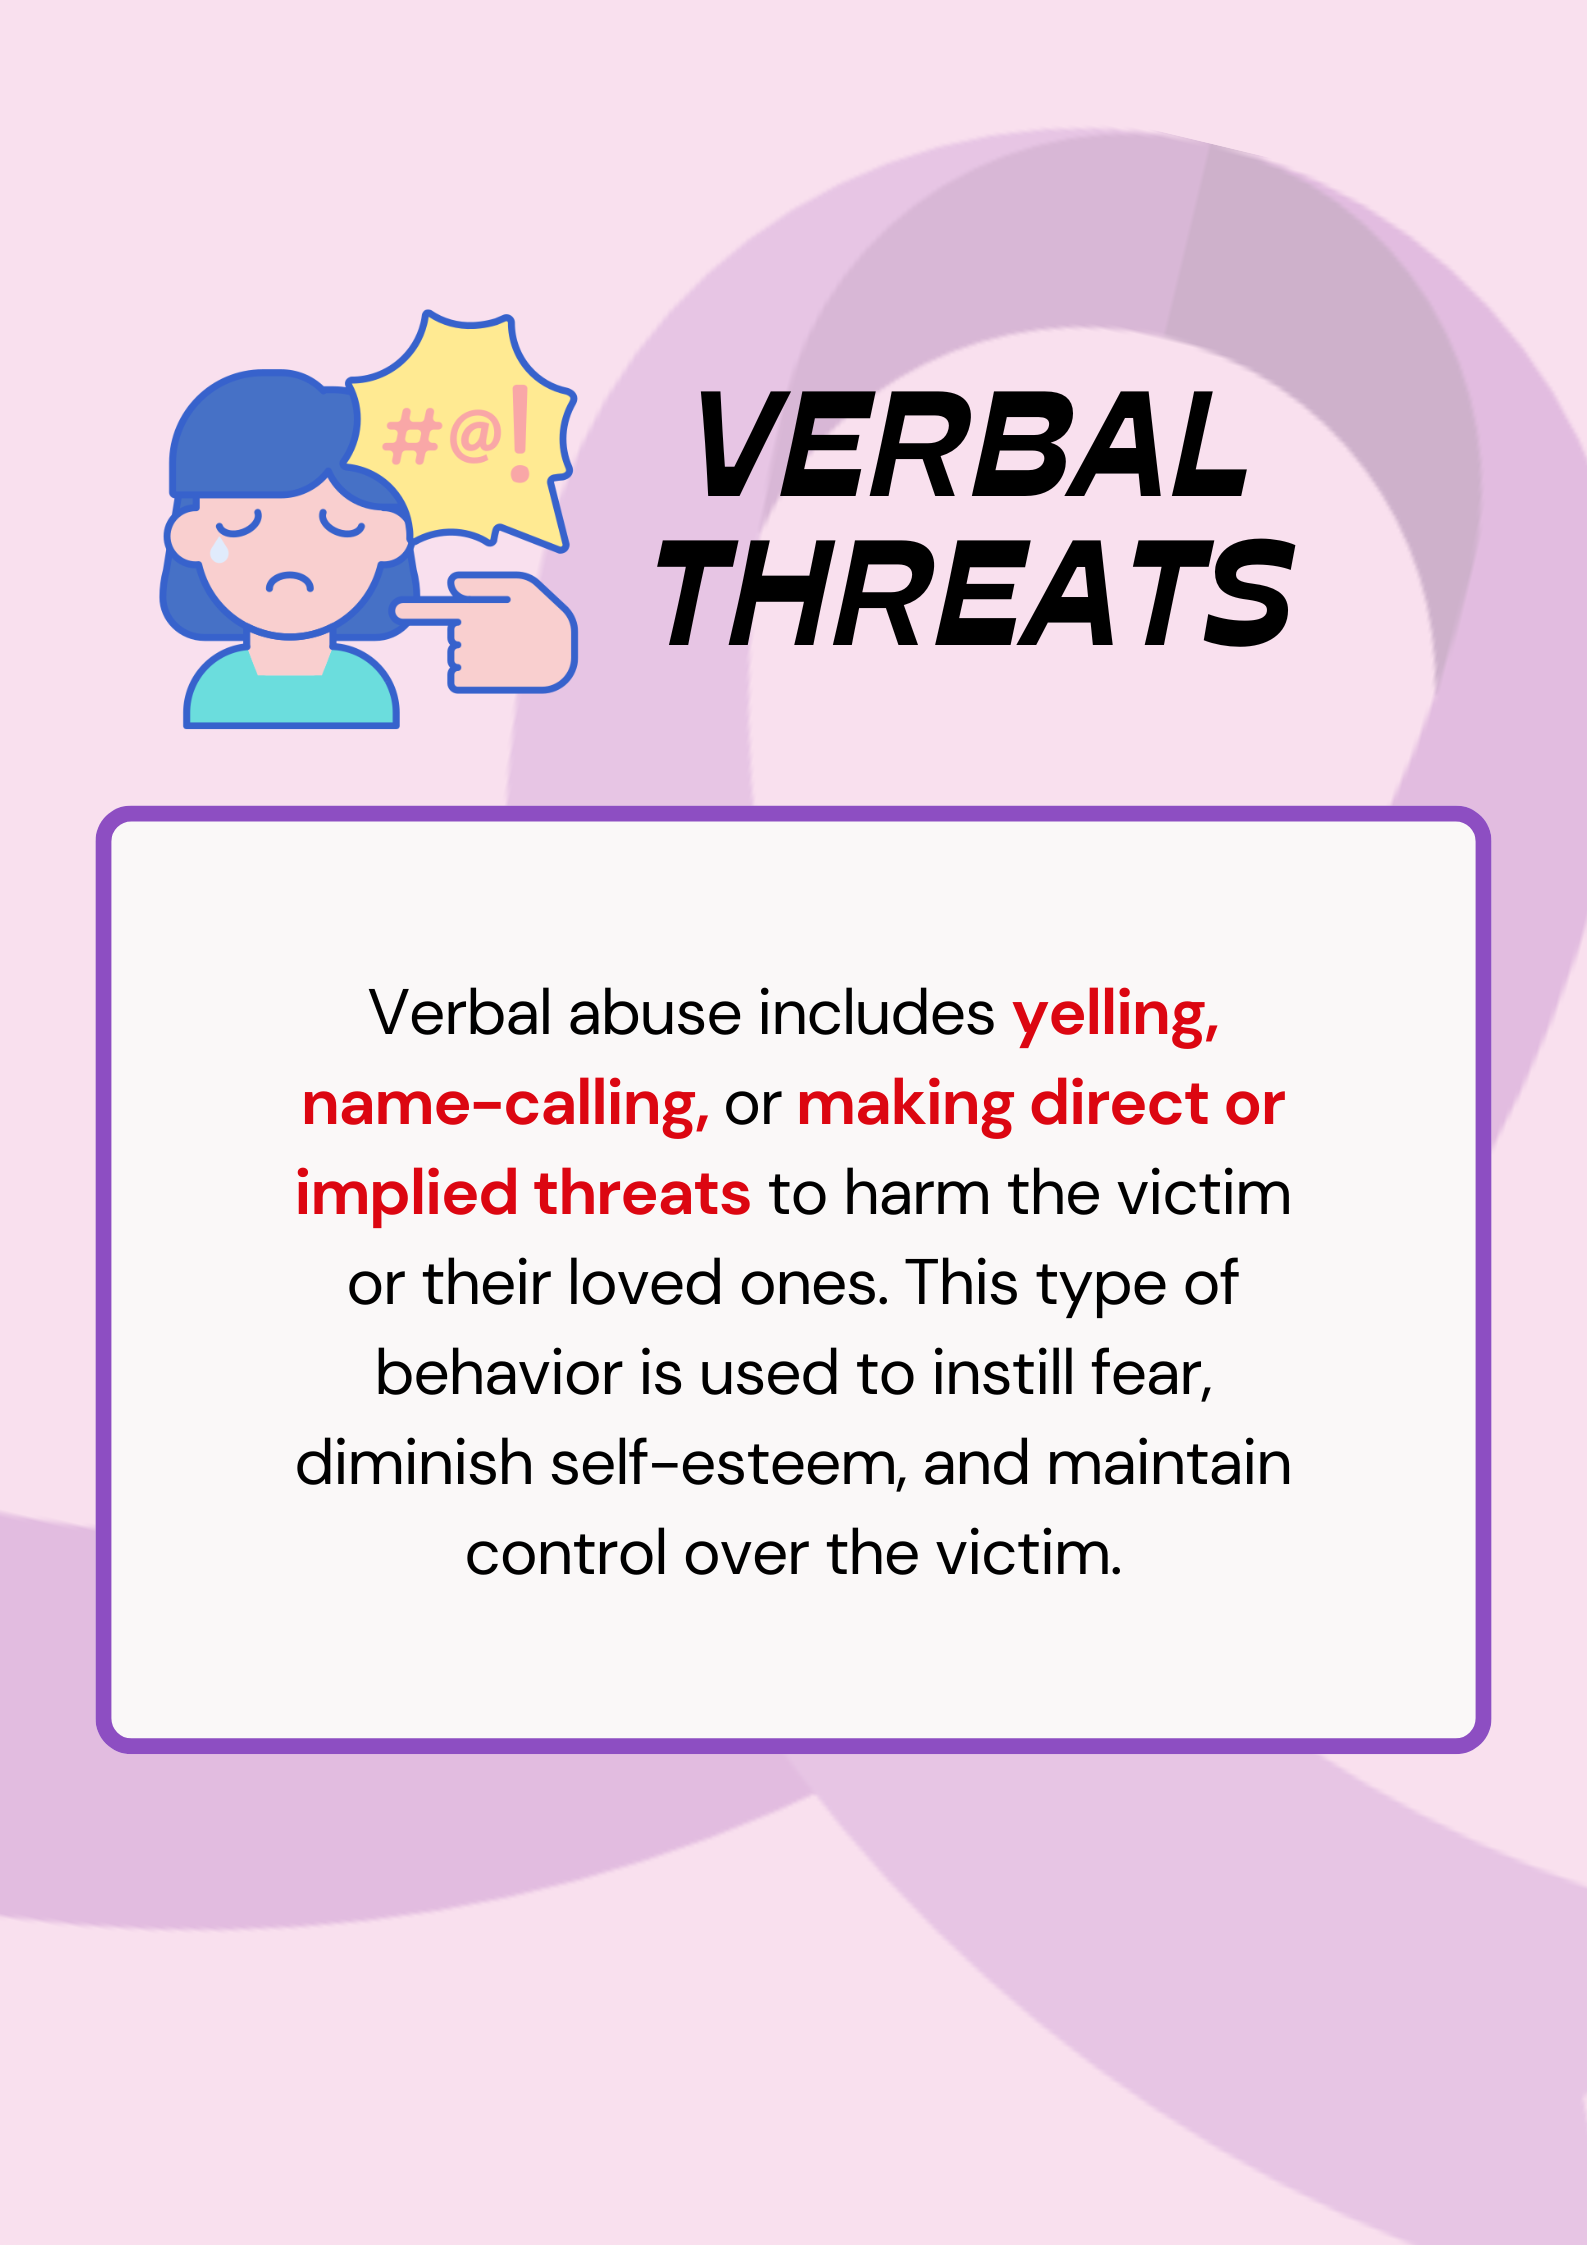 #@!
VERBAL
THREATS
Verbal abuse includes yelling,
name-calling, or making direct or
implied threats to harm the victim
or their loved ones. This type of
behavior is used to instill fear,
diminish self-esteem, and maintain
control over the victim.